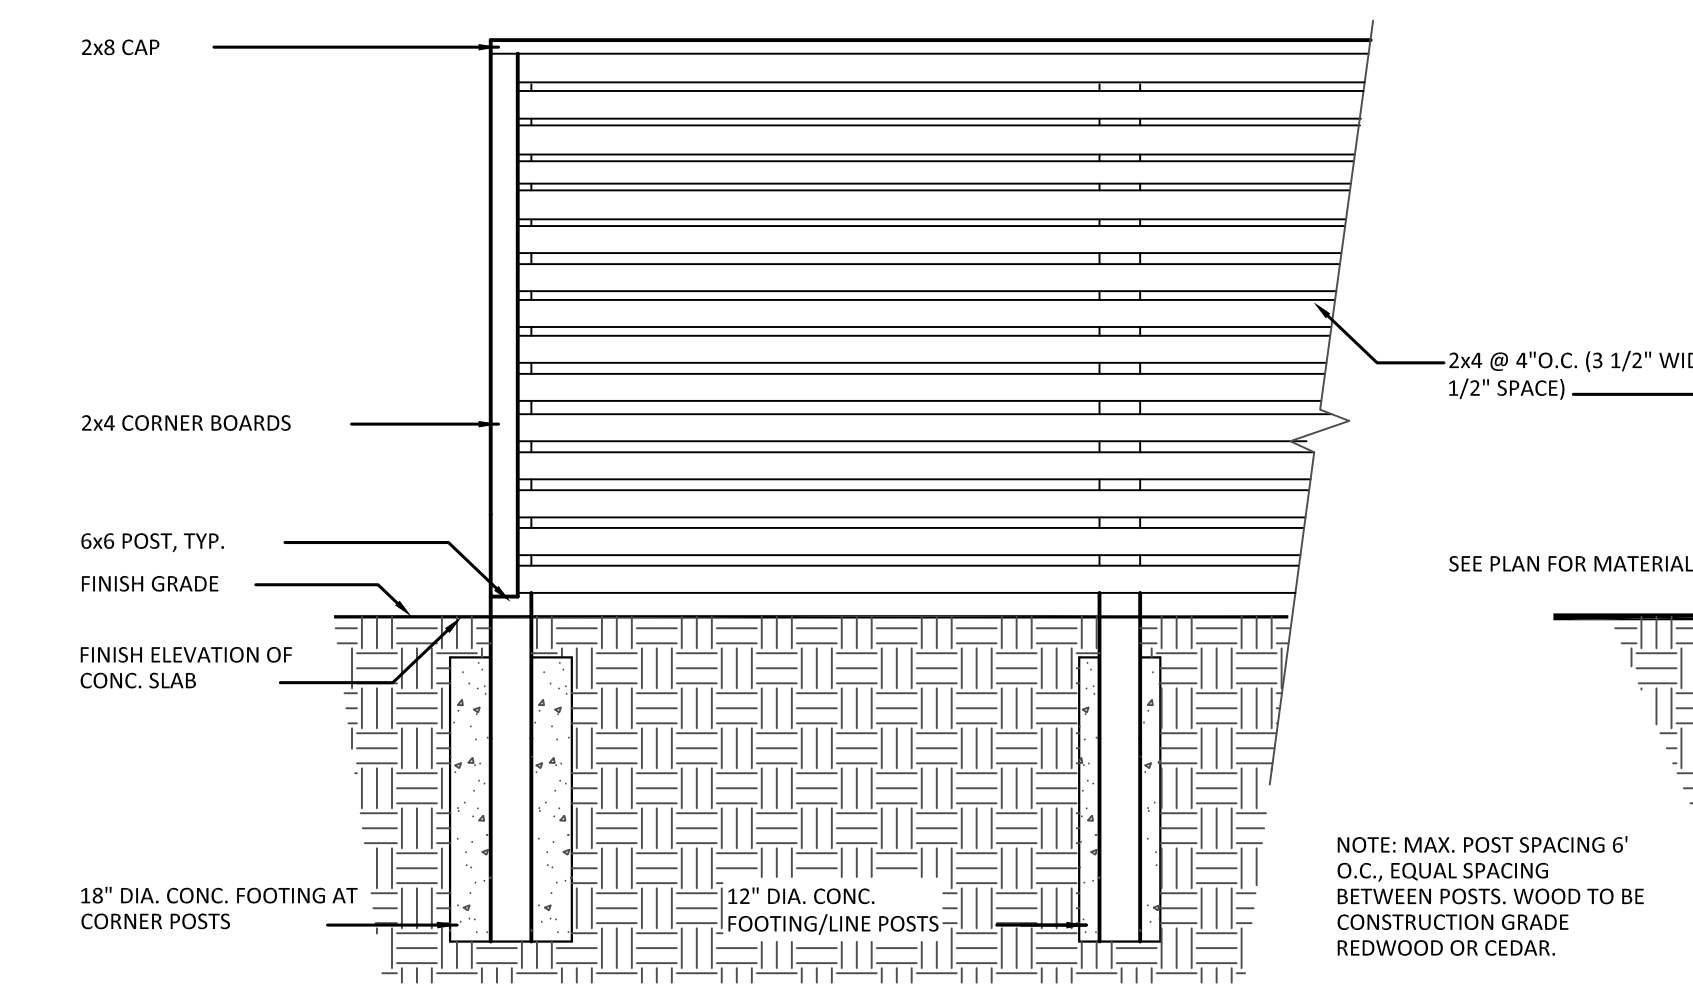 2x8 CAP
2x4 @ 4"O.C. (3 1/2"
1/2" SPACE)
2x4 CORNER BOARDS
6x6 POST, TYP.
FINISH GRADE
SEE PLAN FOR MATERIAL
FINISH ELEVATION OF
CONC. SLAB
18" DIA. CONC. FOOTING AT
CORNER POSTS
12" DIA. CONC.
FOOTING/LINE POSTS
NOTE: MAX. POST SPACING 6'
O.C., EQUAL SPACING
BETWEEN POSTS. WOOD TO BE
CONSTRUCTION GRADE
REDWOOD OR CEDAR.